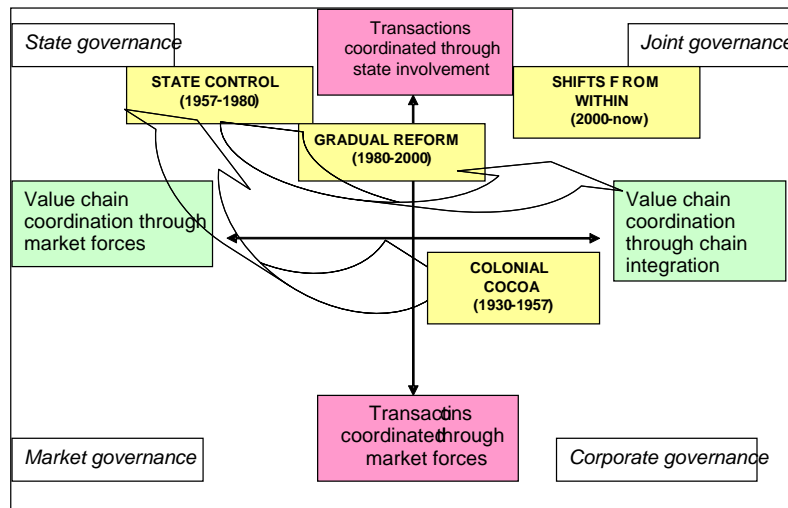 State governance
Transactions
coordinated through
state involvement
Joint governance
STATE CONTROL
(1957-1980)
SHIFTS F ROM
WITHIN
(2000-now)
GRADUAL REFORM
(1980-2000)
Value chain
coordination through
market forces
Value chain
coordination
through chain
integration
COLONIAL
COCOA
(1930-1957)
Transactins
coordinated through
market forces
Market governance
Corporate governance